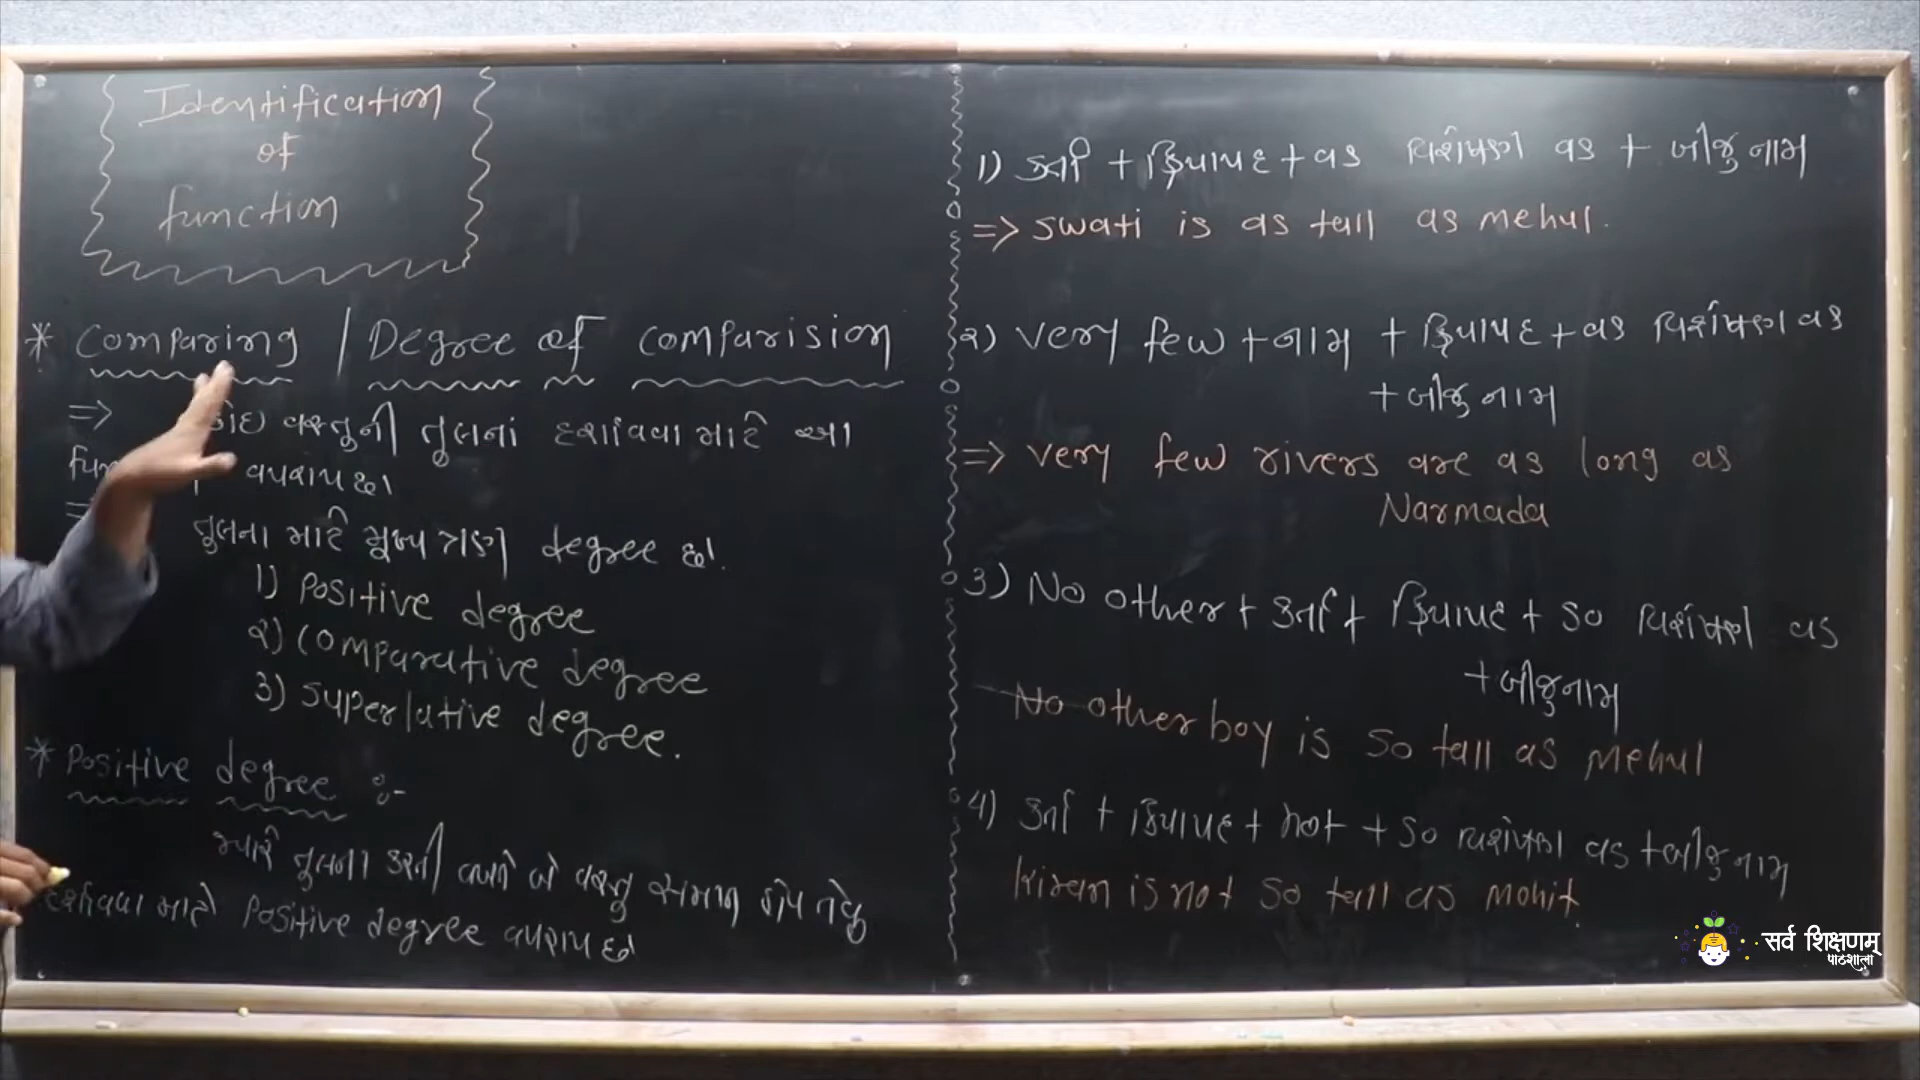 Identification
of
function
* Comparing / Degree of comparision
=> કોઇ વસ્તુની તુલનાં દર્શાવવા માટે આ
વપરાય છે।
તુલના માટે મુખ્ય ત્રણ degree છે.
1) Positive degree
૨) Comparative degree
3) Superlative degree.
* Positive degree :-
જ્યારે તુલના કરતી વખતે બે વસ્તુ સમાન હોય તેવુ
દર્શાવવા માટે Positive degree વપરાય છે
1) કર્તા + ક્રિયાપદ + as વિશેષણ as + બીજુ નામ
=> Swati is as tall as mehul.
૨) Very few + નામ + ક્રિયાપદ + as વિશેષણ as
+ બીજુ નામ
=> Very few rivers are as long as
Narmada
3) No other + કર્તા + ક્રિયાપદ + so વિશેષણ as
+ બીજુ નામ
No other boy is so tall as Mehul
4) કર્તા + ક્રિયાપદ + not + so વિશેષણ as + બીજુ નામ
kiran is not so tall as Mohit.
सर्व शिक्षणम्
पाठशाला